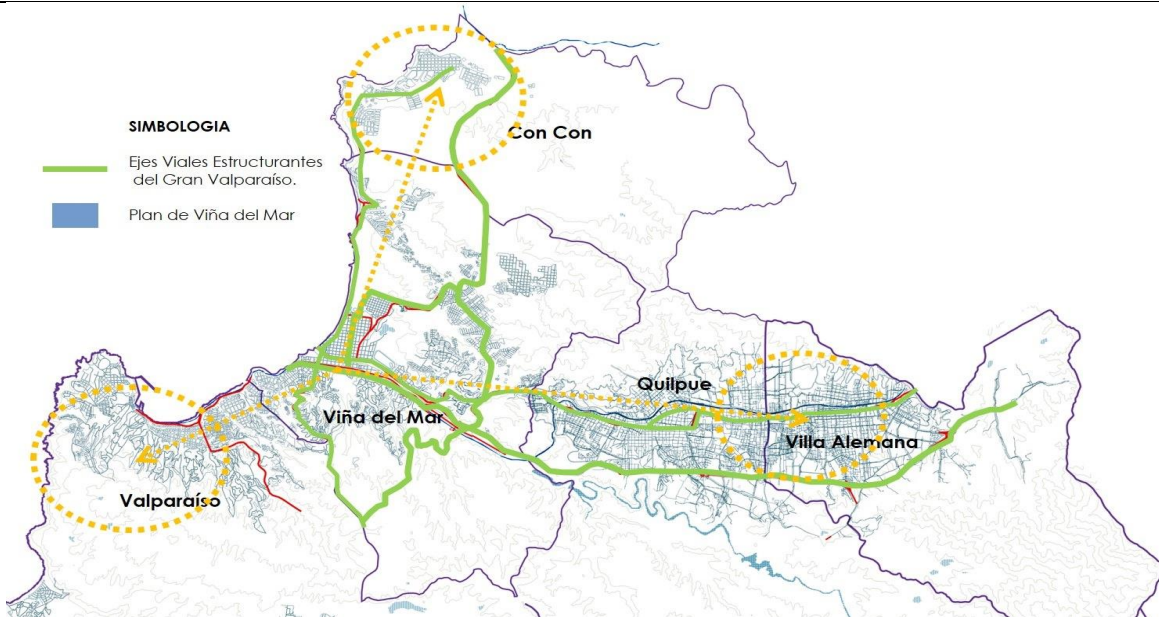 SIMBOLOGIA
Ejes Viales Estructurantes
del Gran Valparaíso.
Plan de Viña del Mar
Con Con
Quilpue
Viña del Mar
Villa Alemana
Valparaíso